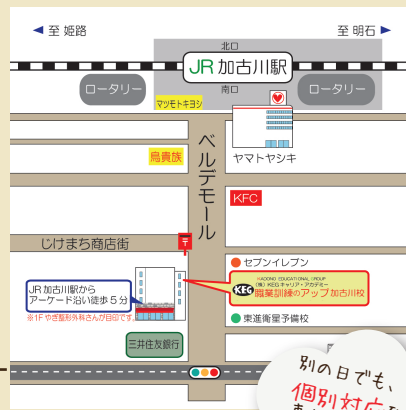 至 姫路
至 明石
北口
JR 加古川駅
南口
ロータリー
ロータリー
マツモトキヨシ
ヤマトヤシキ
鳥貴族
ベルデモール
KFC
じけまち商店街
〒
セブンイレブン
KADONO EDUCATIONAL GROUP
(株)KEGキャリア・アカデミー
KEG 職業訓練のアップ 加古川校
JR 加古川駅から
アーケード沿い徒歩5分
※1F やぎ整形外科さんが目印です。
東進衛星予備校
三井住友銀行
別の日でも、
個別対応